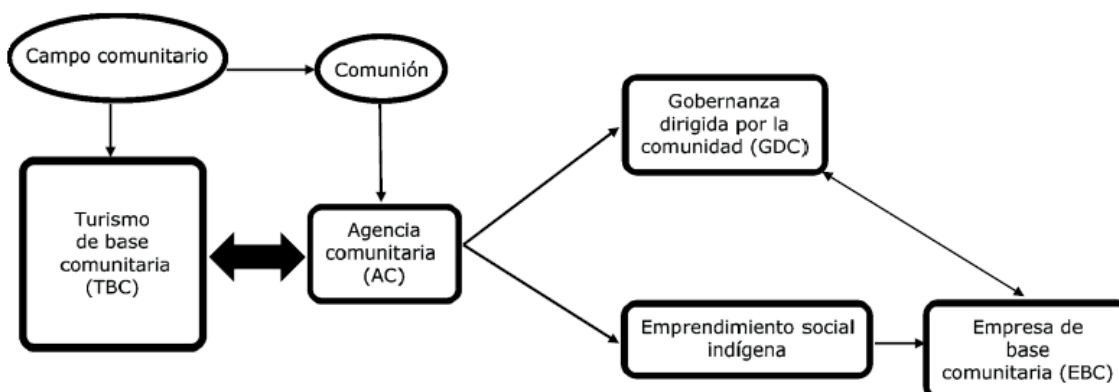 Campo comunitario
Comunión
Gobernanza
dirigida por la
comunidad (GDC)
Turismo
de base
comunitaria
(TBC)
Agencia
comunitaria
(AC)
Emprendimiento social
indígena
Empresa de
base
comunitaria (EBC)